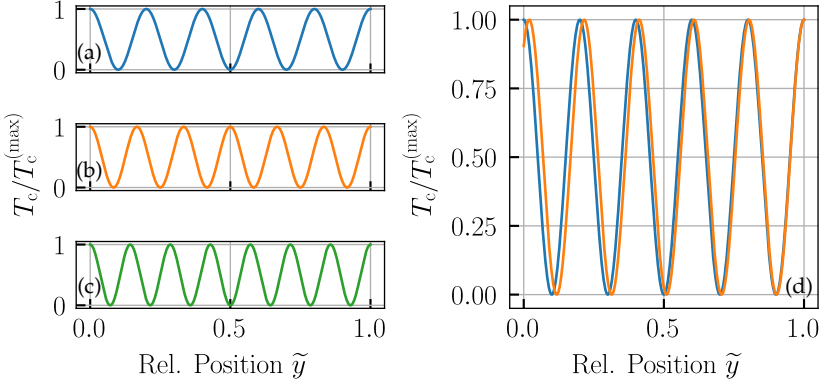 1
0
(a)
1
0
(b)
1
0
(c)
T_c/T_c^(max)
0.0 0.5 1.0
Rel. Position ỹ
1.00
0.75
0.50
0.25
0.00
(d)
T_c/T_c^(max)
0.0 0.5 1.0
Rel. Position ỹ